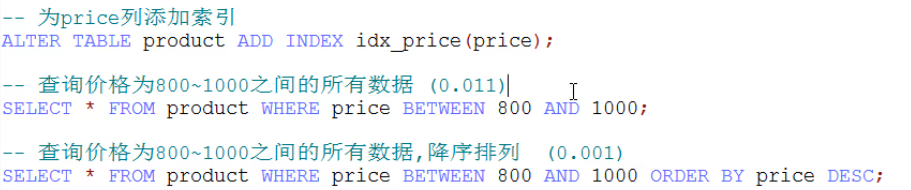 -- 为price列添加索引
ALTER TABLE product ADD INDEX idx_price(price);
-- 查询价格为800~1000之间的所有数据 (0.011)
SELECT * FROM product WHERE price BETWEEN 800 AND 1000;
-- 查询价格为800~1000之间的所有数据,降序排列  (0.001)
SELECT * FROM product WHERE price BETWEEN 800 AND 1000 ORDER BY price DESC;